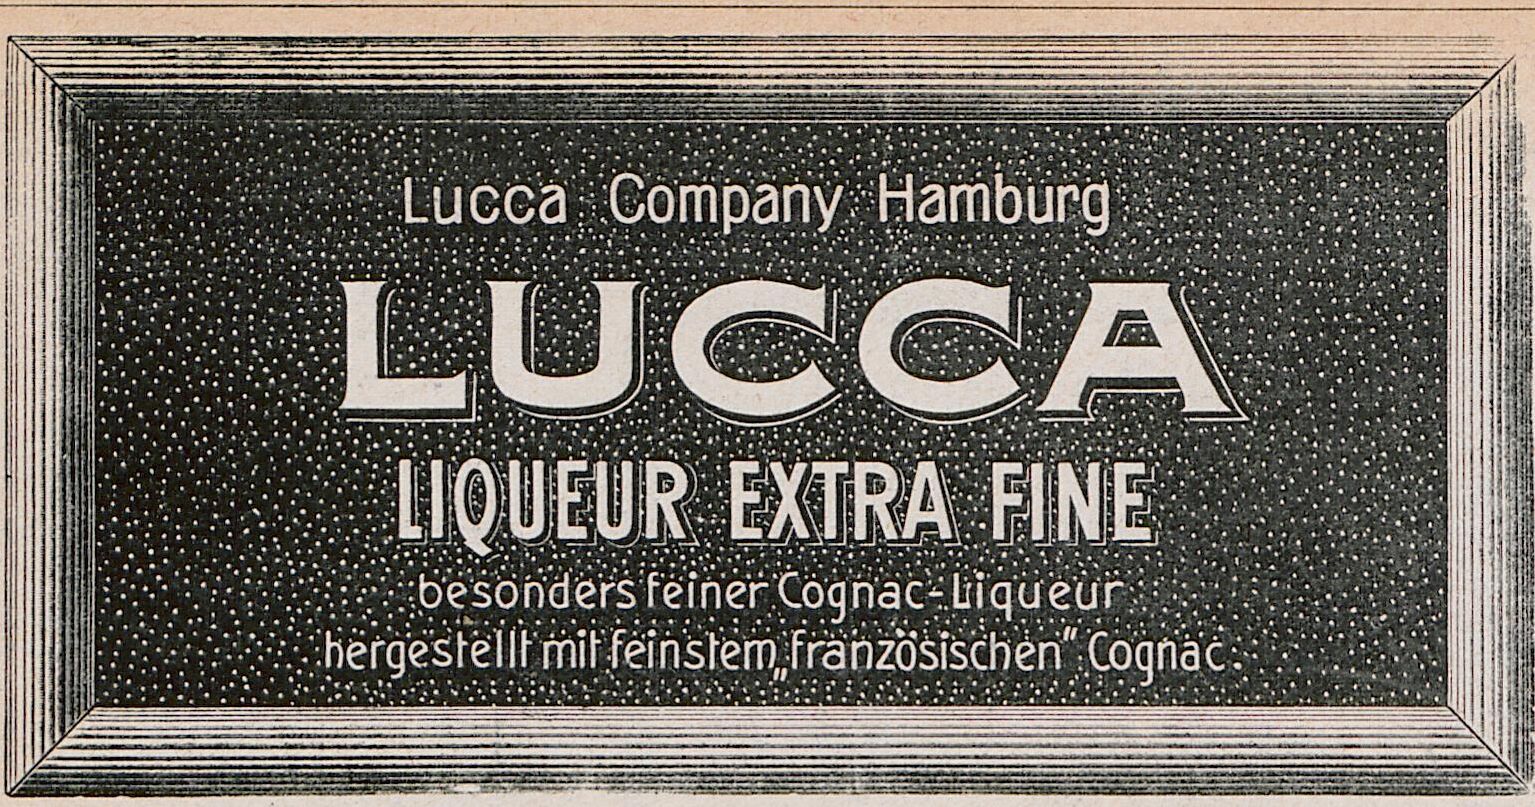 Lucca Company Hamburg
LUCCA
LIQUEUR EXTRA FINE
besonders feiner Cognac-Liqueur
hergestellt mit feinstem „französischen" Cognac.